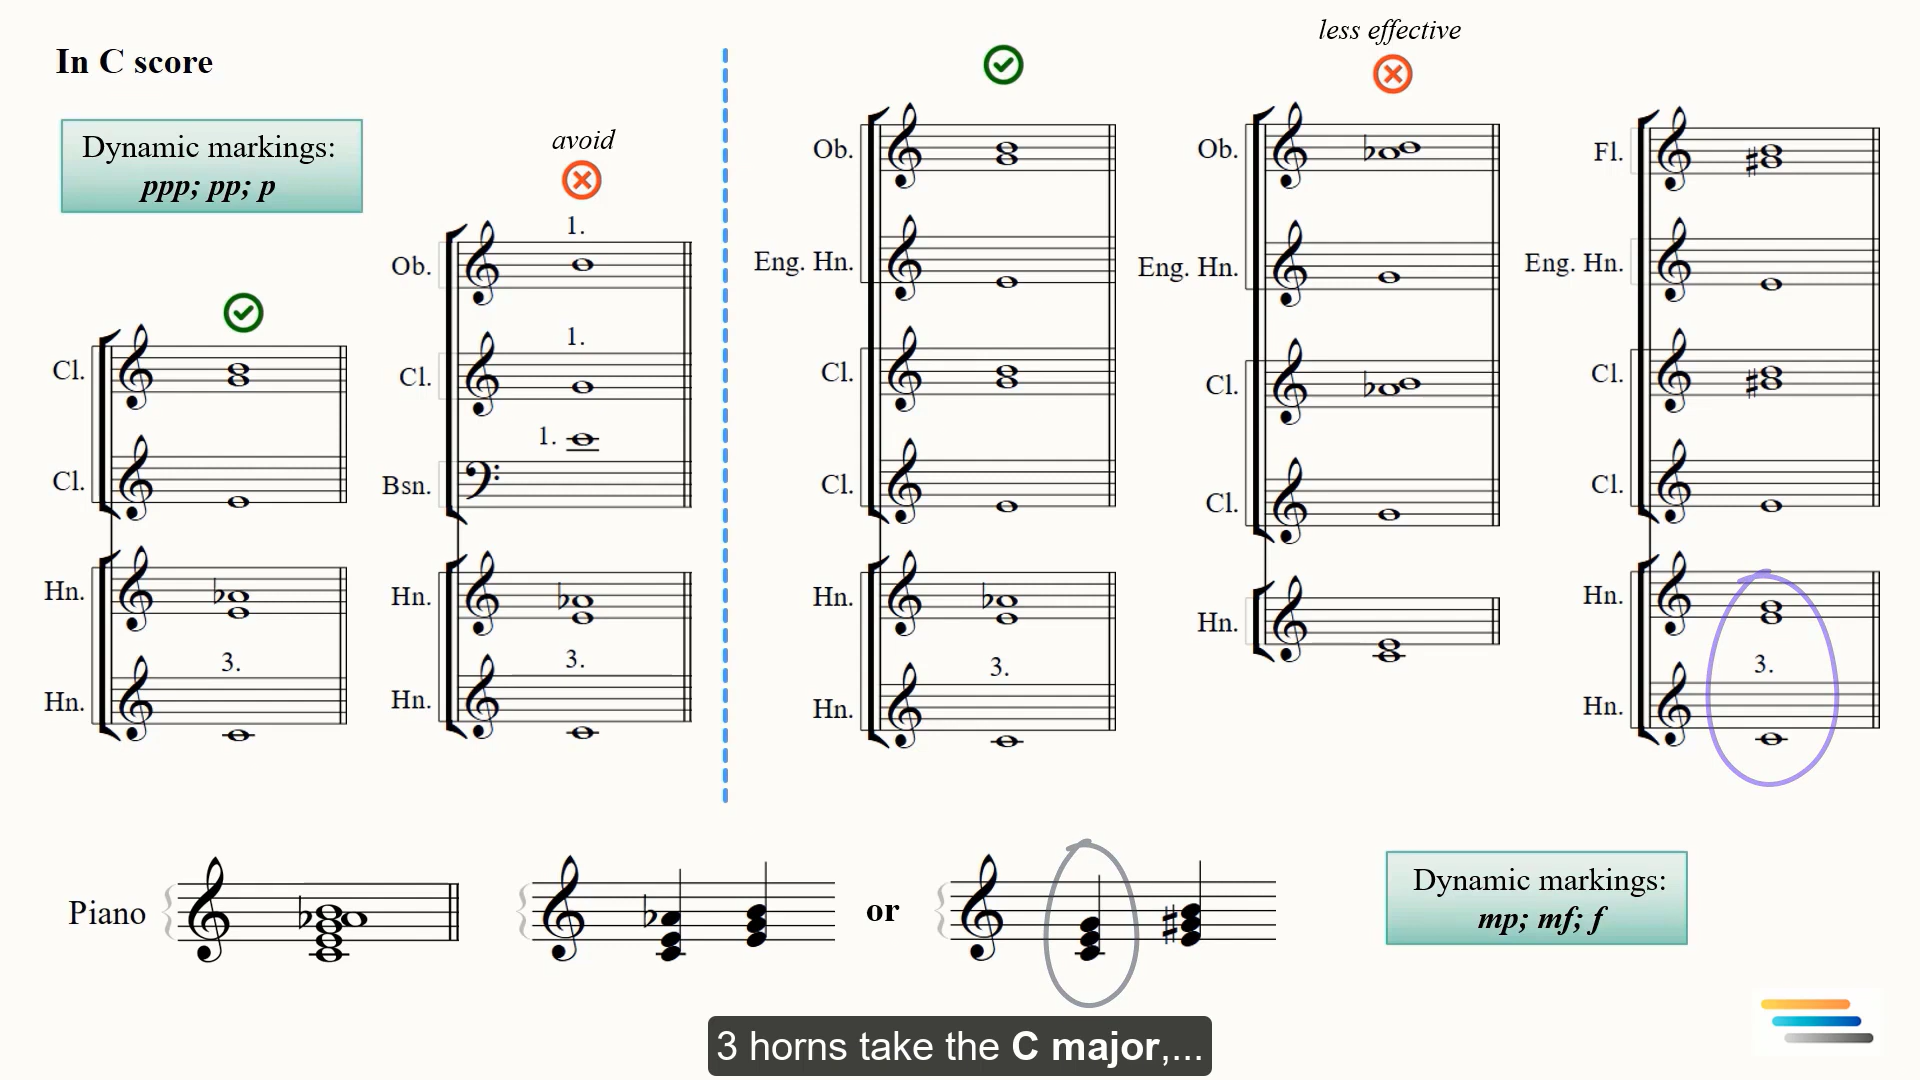 In C score
Dynamic markings:
ppp; pp; p
Cl.
Cl.
Hn.
3.
Hn.
avoid
1.
Ob.
1.
Cl.
1.
Bsn.
Hn.
3.
Hn.
Ob.
Eng. Hn.
Cl.
Cl.
Hn.
3.
Hn.
less effective
Ob.
Eng. Hn.
Cl.
Cl.
Hn.
Fl.
Eng. Hn.
Cl.
Cl.
Hn.
3.
Hn.
Piano
or
Dynamic markings:
mp; mf; f
3 horns take the C major,...